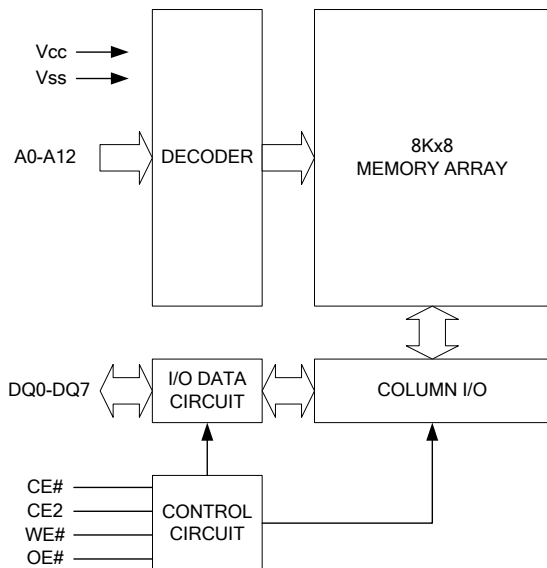 Vcc
Vss
A0-A12
DECODER
8Kx8
MEMORY ARRAY
DQ0-DQ7
I/O DATA
CIRCUIT
COLUMN I/O
CE#
CE2
WE#
OE#
CONTROL
CIRCUIT